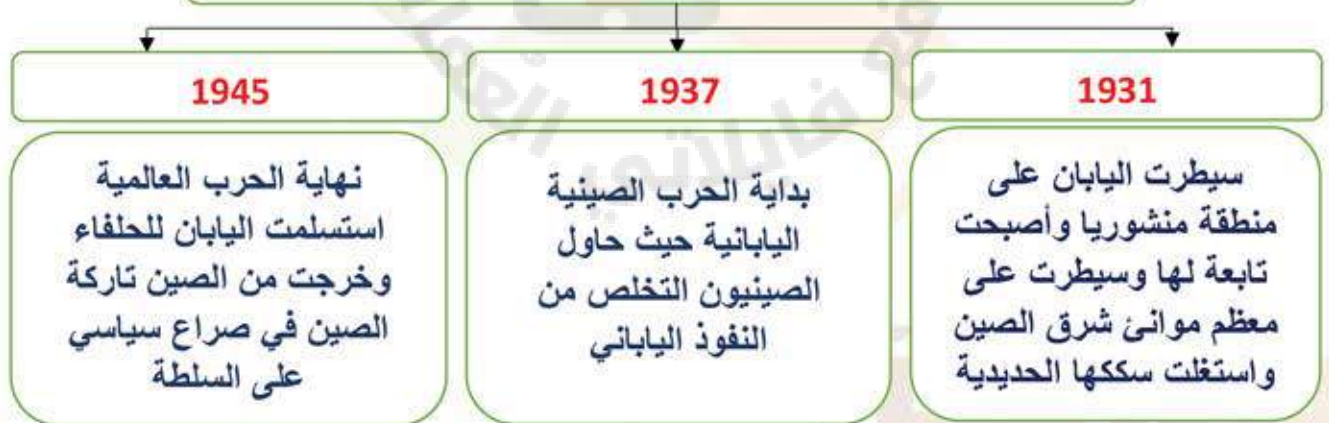 1931
سيطرت اليابان على
منطقة منشوريا وأصبحت
تابعة لها وسيطرت على
معظم موانئ شرق الصين
واستغلت سككها الحديدية
1937
بداية الحرب الصينية
اليابانية حيث حاول
الصينيون التخلص من
النفوذ الياباني
1945
نهاية الحرب العالمية
استسلمت اليابان للحلفاء
وخرجت من الصين تاركة
الصين في صراع سياسي
على السلطة